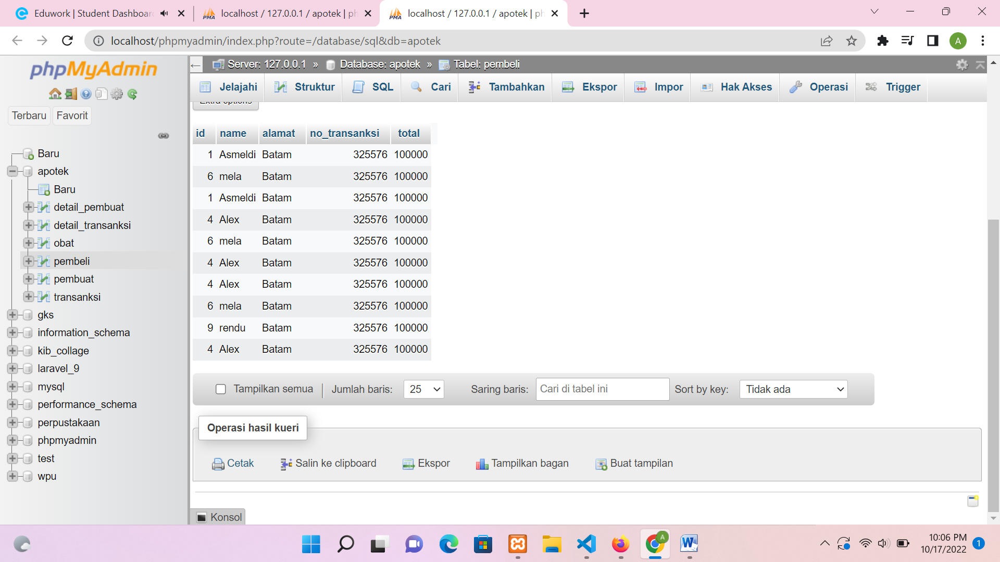 Eduwork | Student Dashboar
localhost / 127.0.0.1 / apotek | ph
localhost / 127.0.0.1 / apotek | ph
localhost/phpmyadmin/index.php?route=/database/sql&db=apotek
A
phpMyAdmin
Terbaru
Favorit
Baru
apotek
Baru
detail_pembuat
detail_transanksi
obat
pembeli
pembuat
transanksi
gks
information_schema
kib_collage
laravel_9
mysql
performance_schema
perpustakaan
phpmyadmin
test
wpu
Server: 127.0.0.1 » Database: apotek » Tabel: pembeli
Jelajahi Struktur SQL Cari Tambahkan Ekspor Impor Hak Akses Operasi Trigger
Extra options
id name alamat no_transanksi total
1 Asmeldi Batam 325576 100000
6 mela Batam 325576 100000
1 Asmeldi Batam 325576 100000
4 Alex Batam 325576 100000
6 mela Batam 325576 100000
4 Alex Batam 325576 100000
4 Alex Batam 325576 100000
6 mela Batam 325576 100000
9 rendu Batam 325576 100000
4 Alex Batam 325576 100000
Tampilkan semua | Jumlah baris: 25 Saring baris: Cari di tabel ini Sort by key: Tidak ada
Operasi hasil kueri
Cetak Salin ke clipboard Ekspor Tampilkan bagan Buat tampilan
Konsol
10:06 PM
10/17/2022
1